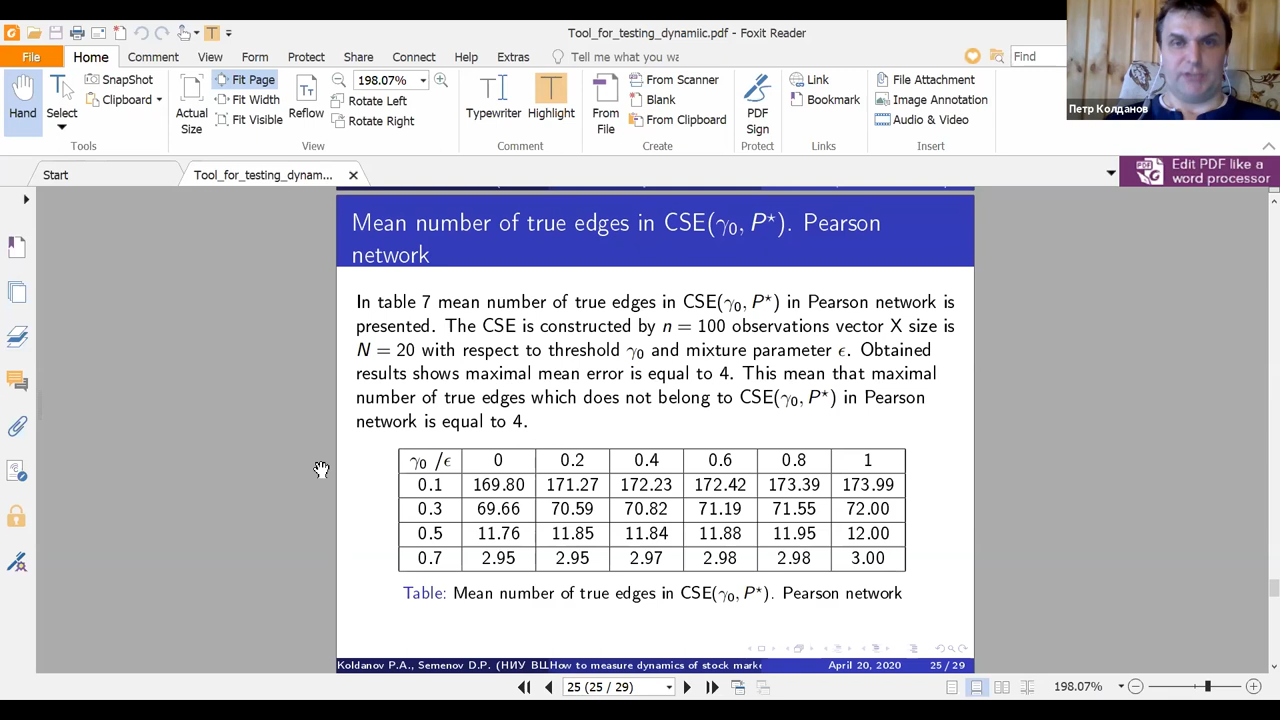 Tool_for_testing_dynamiic.pdf - Foxit Reader
File Home Comment View Form Protect Share Connect Help Extras Tell me what you wa Find
Hand Select SnapShot Clipboard
Actual Size Fit Page Fit Width Fit Visible Reflow 198.07% Rotate Left Rotate Right
Typewriter Highlight
From File From Scanner Blank From Clipboard
PDF Sign Link Bookmark
File Attachment Image Annotation Audio & Video
Петр Колданов
Tools View Comment Create Protect Links Insert
Start Tool_for_testing_dynam...
Edit PDF like a
word processor
Mean number of true edges in CSE(γ₀, P⋆). Pearson
network
In table 7 mean number of true edges in CSE(γ₀, P⋆) in Pearson network is
presented. The CSE is constructed by n = 100 observations vector X size is
N = 20 with respect to threshold γ₀ and mixture parameter ϵ. Obtained
results shows maximal mean error is equal to 4. This mean that maximal
number of true edges which does not belong to CSE(γ₀, P⋆) in Pearson
network is equal to 4.
γ₀ /ϵ 0 0.2 0.4 0.6 0.8 1
0.1 169.80 171.27 172.23 172.42 173.39 173.99
0.3 69.66 70.59 70.82 71.19 71.55 72.00
0.5 11.76 11.85 11.84 11.88 11.95 12.00
0.7 2.95 2.95 2.97 2.98 2.98 3.00
Table: Mean number of true edges in CSE(γ₀, P⋆). Pearson network
Koldanov P.A., Semenov D.P. (НИУ ВШ How to measure dynamics of stock marke April 20, 2020 25 / 29
25 (25 / 29) 198.07%